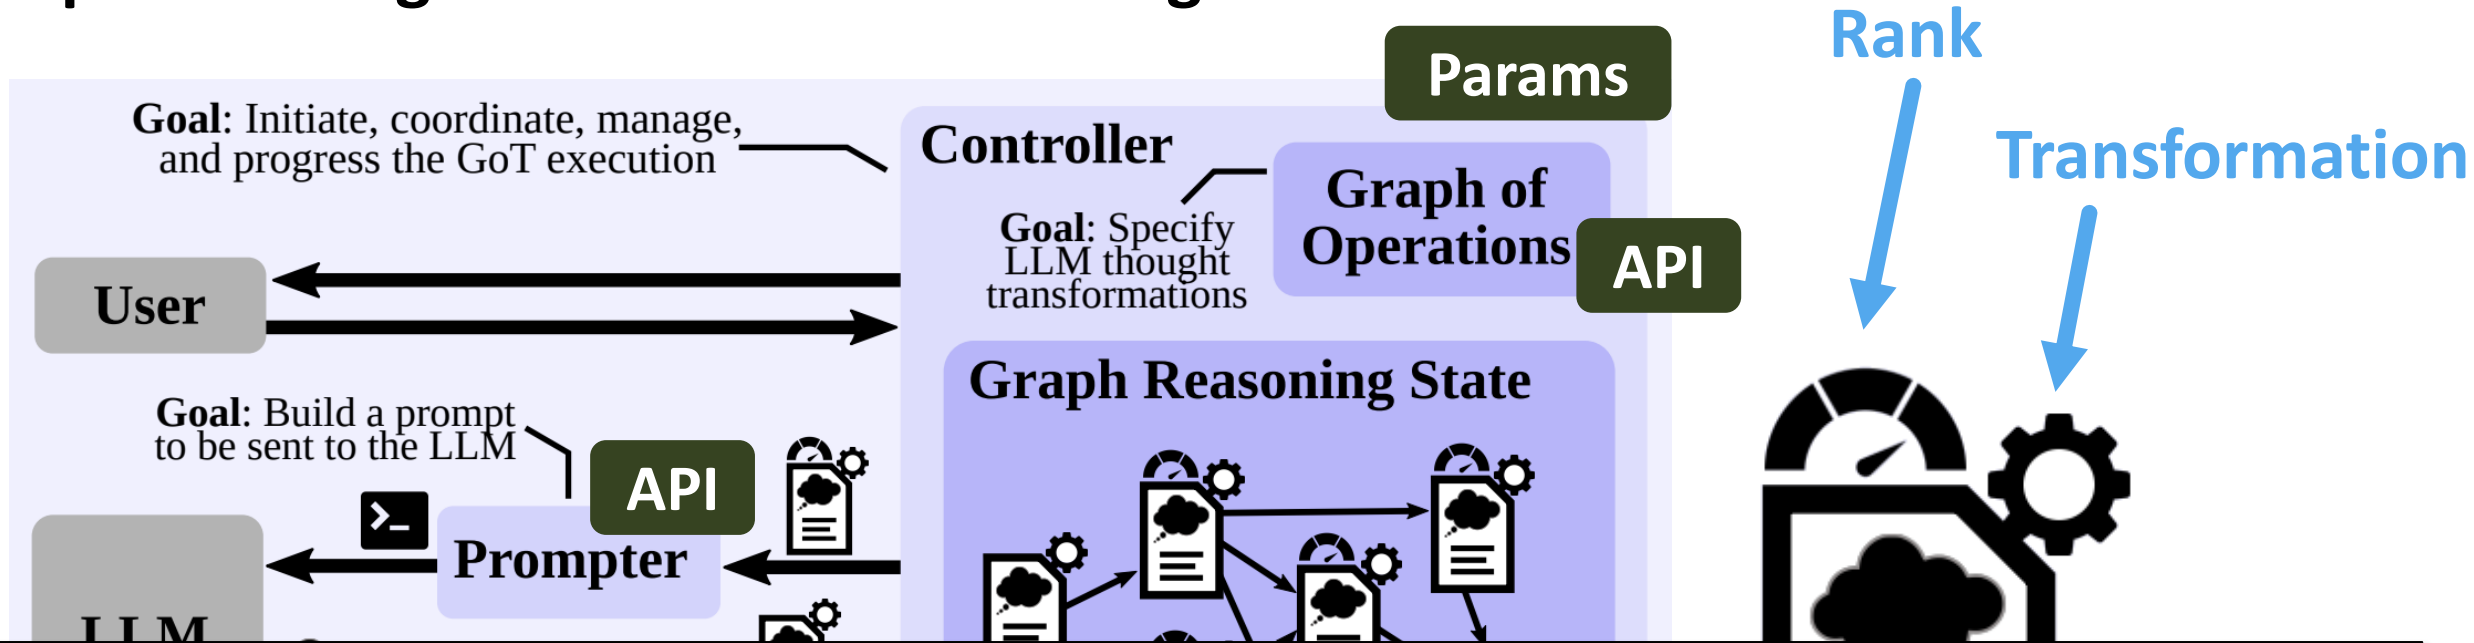 Rank
Params
Transformation
Goal: Initiate, coordinate, manage,
and progress the GoT execution
Controller
Graph of
Operations
API
Goal: Specify
LLM thought
transformations
User
Graph Reasoning State
Goal: Build a prompt
to be sent to the LLM
API
>_
Prompter
LLM